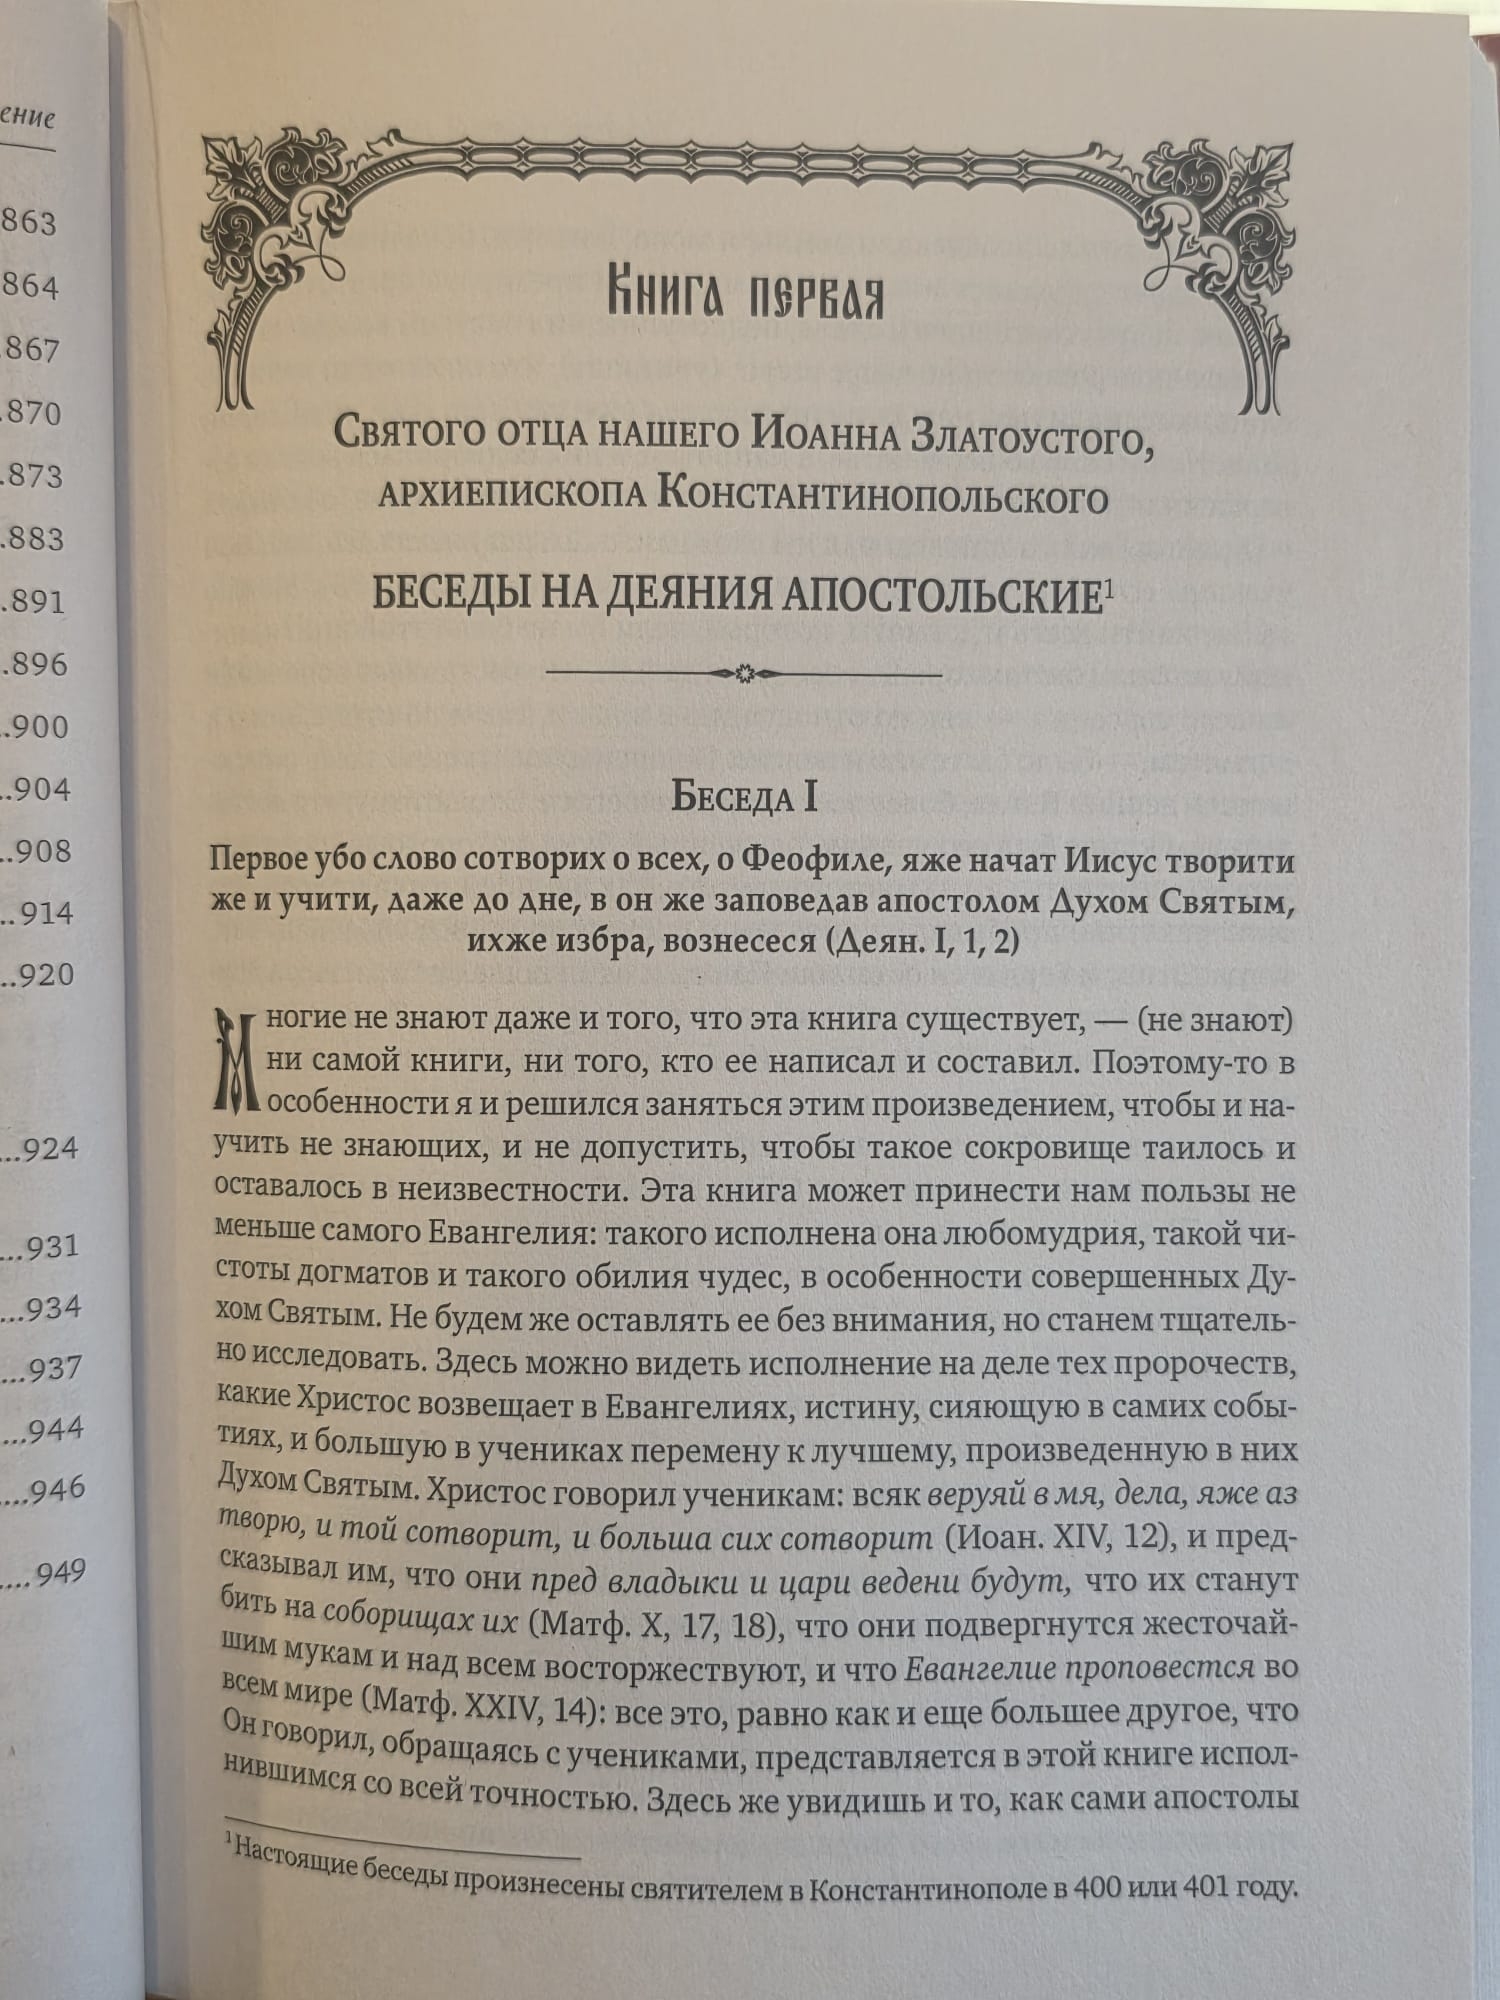 ение
863
864
.867
.870
.873
.883
.891
..896
..900
..904
..908
..914
..920
...924
...931
...934
...937
...944
....946
....949
Книга первая
Святого отца нашего Иоанна Златоустого,
архиепископа Константинопольского
БЕСЕДЫ НА ДЕЯНИЯ АПОСТОЛЬСКИЕ¹
Беседа I
Первое убо слово сотворих о всех, о Феофиле, яже начат Иисус творити
же и учити, даже до дне, в он же заповедав апостолом Духом Святым,
ихже избра, вознесеся (Деян. I, 1, 2)
Многие не знают даже и того, что эта книга существует, — (не знают)
ни самой книги, ни того, кто ее написал и составил. Поэтому-то в
особенности я и решился заняться этим произведением, чтобы и на-
учить не знающих, и не допустить, чтобы такое сокровище таилось и
оставалось в неизвестности. Эта книга может принести нам пользы не
меньше самого Евангелия: такого исполнена она любомудрия, такой чи-
стоты догматов и такого обилия чудес, в особенности совершенных Ду-
хом Святым. Не будем же оставлять ее без внимания, но станем тщатель-
но исследовать. Здесь можно видеть исполнение на деле тех пророчеств,
какие Христос возвещает в Евангелиях, истину, сияющую в самих собы-
тиях, и большую в учениках перемену к лучшему, произведенную в них
Духом Святым. Христос говорил ученикам: всяк веруяй в мя, дела, яже аз
творю, и той сотворит, и больша сих сотворит (Иоан. XIV, 12), и пред-
сказывал им, что они пред владыки и цари ведени будут, что их станут
бить на соборищах их (Матф. X, 17, 18), что они подвергнутся жесточай-
шим мукам и над всем восторжествуют, и что Евангелие проповестся во
всем мире (Матф. XXIV, 14): все это, равно как и еще большее другое, что
Он говорил, обращаясь с учениками, представляется в этой книге испол-
нившимся со всей точностью. Здесь же увидишь и то, как сами апостолы
¹ Настоящие беседы произнесены святителем в Константинополе в 400 или 401 году.